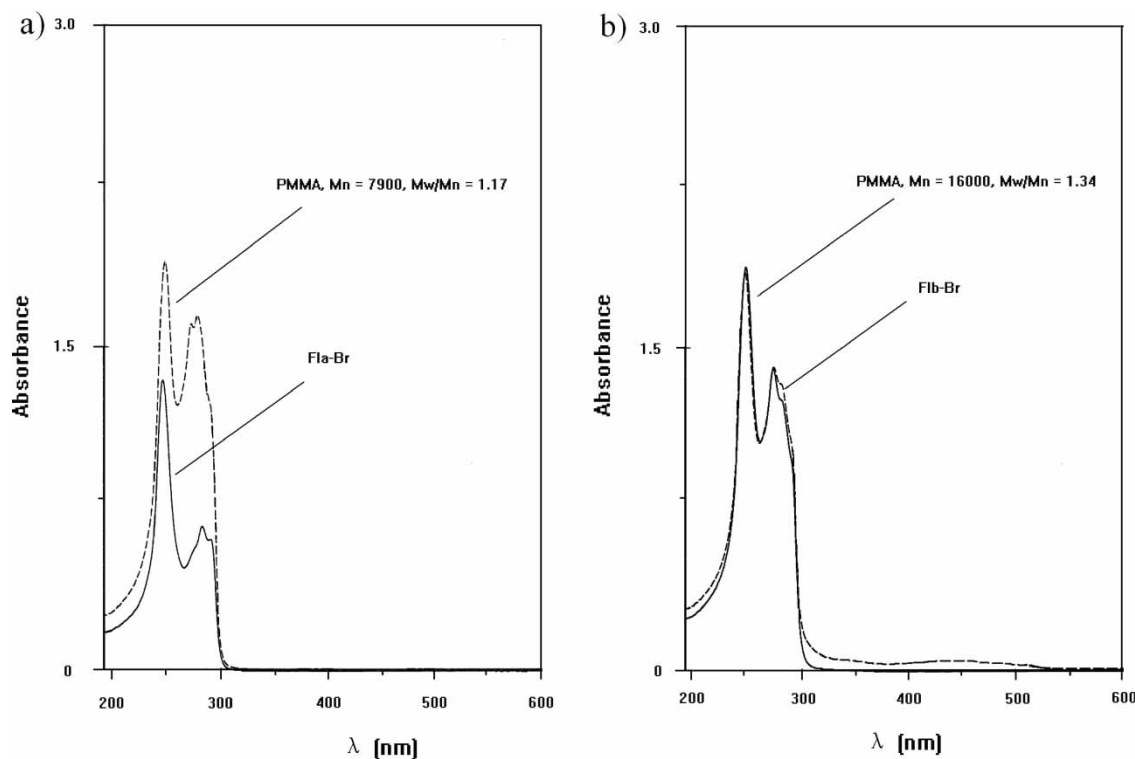 a)
3.0
PMMA, Mn = 7900, Mw/Mn = 1.17
Fla-Br
Absorbance
1.5
0
200 300 400 500 600
λ [nm]
b)
3.0
PMMA, Mn = 16000, Mw/Mn = 1.34
Flb-Br
Absorbance
1.5
0
200 300 400 500 600
λ [nm]